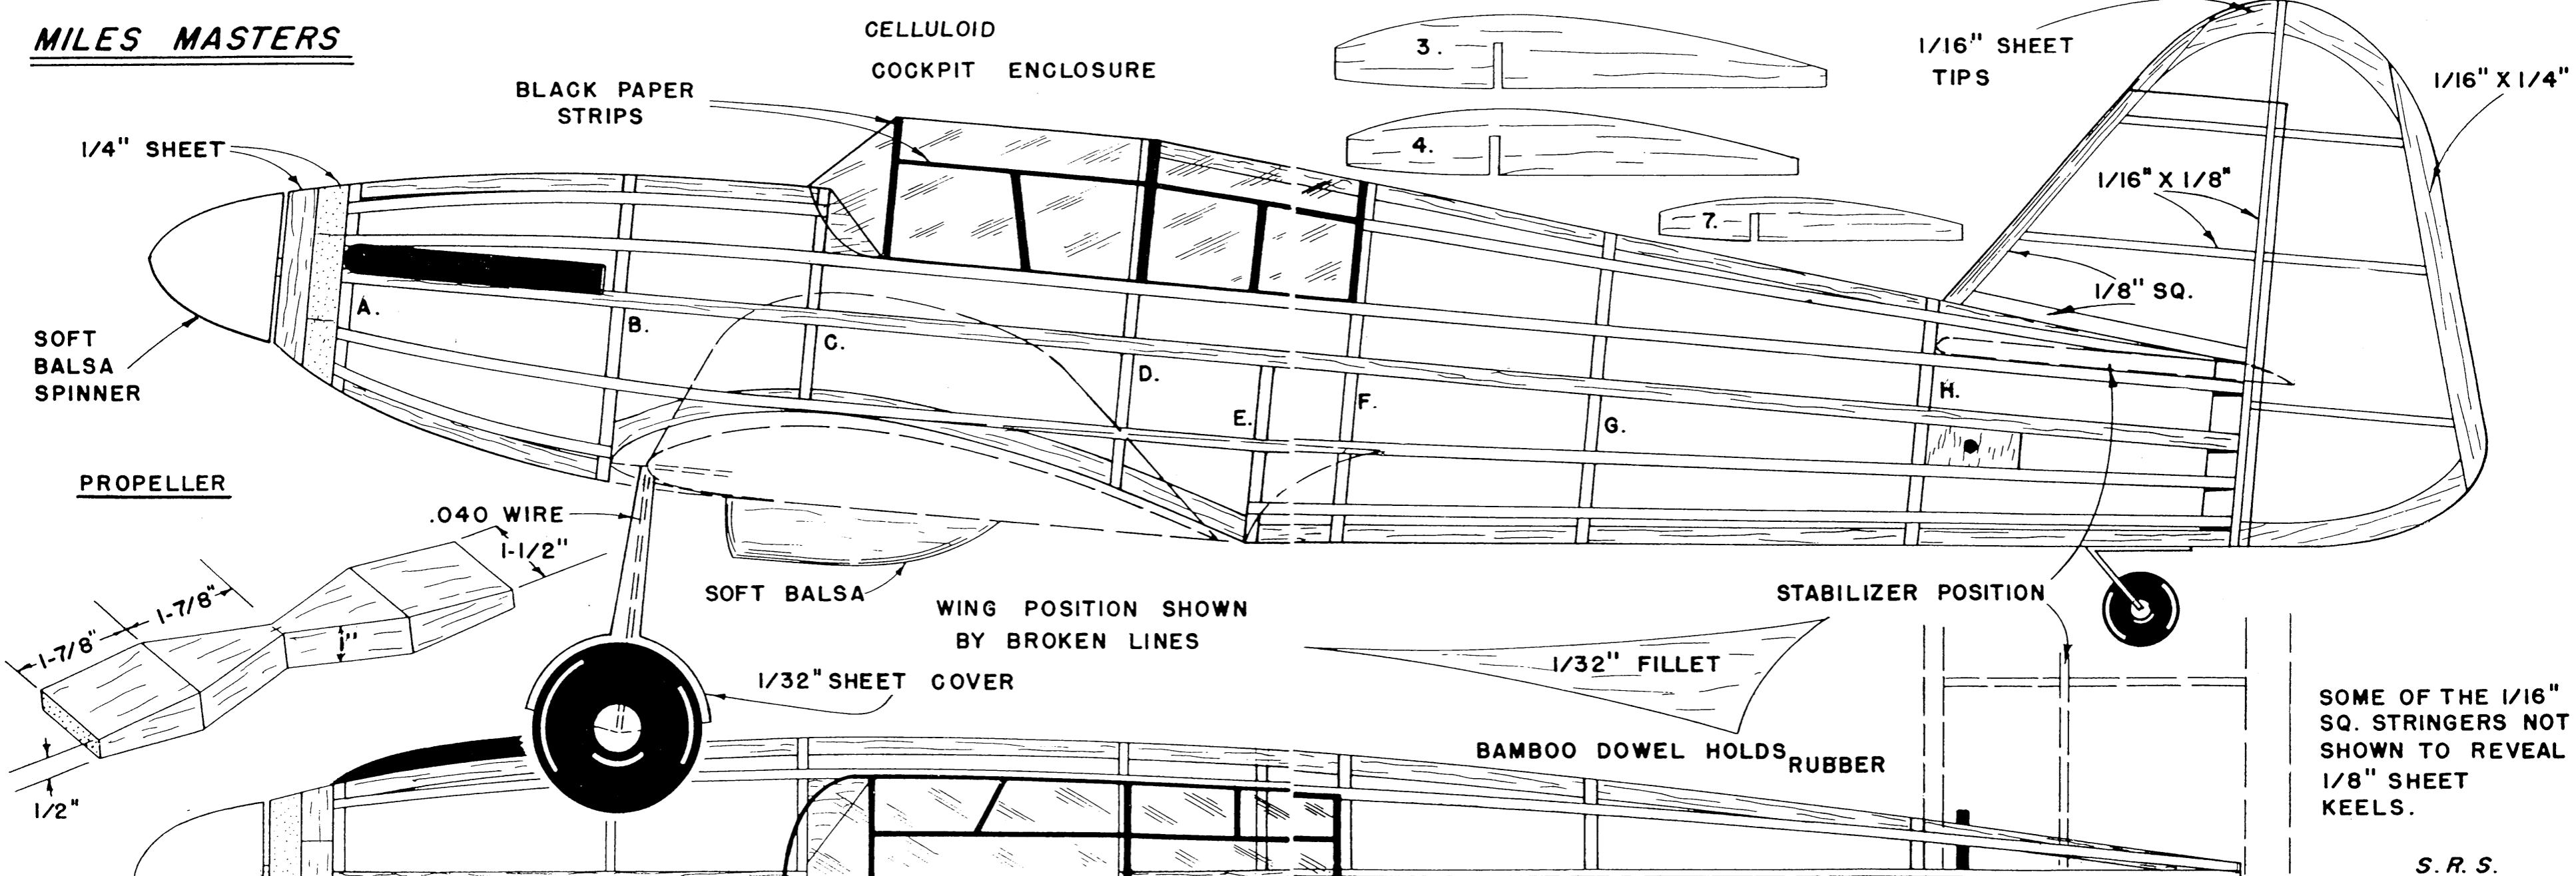 MILES MASTERS
CELLULOID
COCKPIT ENCLOSURE
BLACK PAPER
STRIPS
1/4" SHEET
3.
4.
7.
1/16" SHEET
TIPS
1/16" X 1/4"
1/16" X 1/8"
1/8" SQ.
SOFT
BALSA
SPINNER
A.
B.
C.
D.
E.
F.
G.
H.
PROPELLER
.040 WIRE
1-1/2"
1-7/8"
1-7/8"
1"
1/2"
SOFT BALSA
WING POSITION SHOWN
BY BROKEN LINES
1/32" SHEET COVER
STABILIZER POSITION
1/32" FILLET
BAMBOO DOWEL HOLDS RUBBER
SOME OF THE 1/16"
SQ. STRINGERS NOT
SHOWN TO REVEAL
1/8" SHEET
KEELS.
S.R.S.